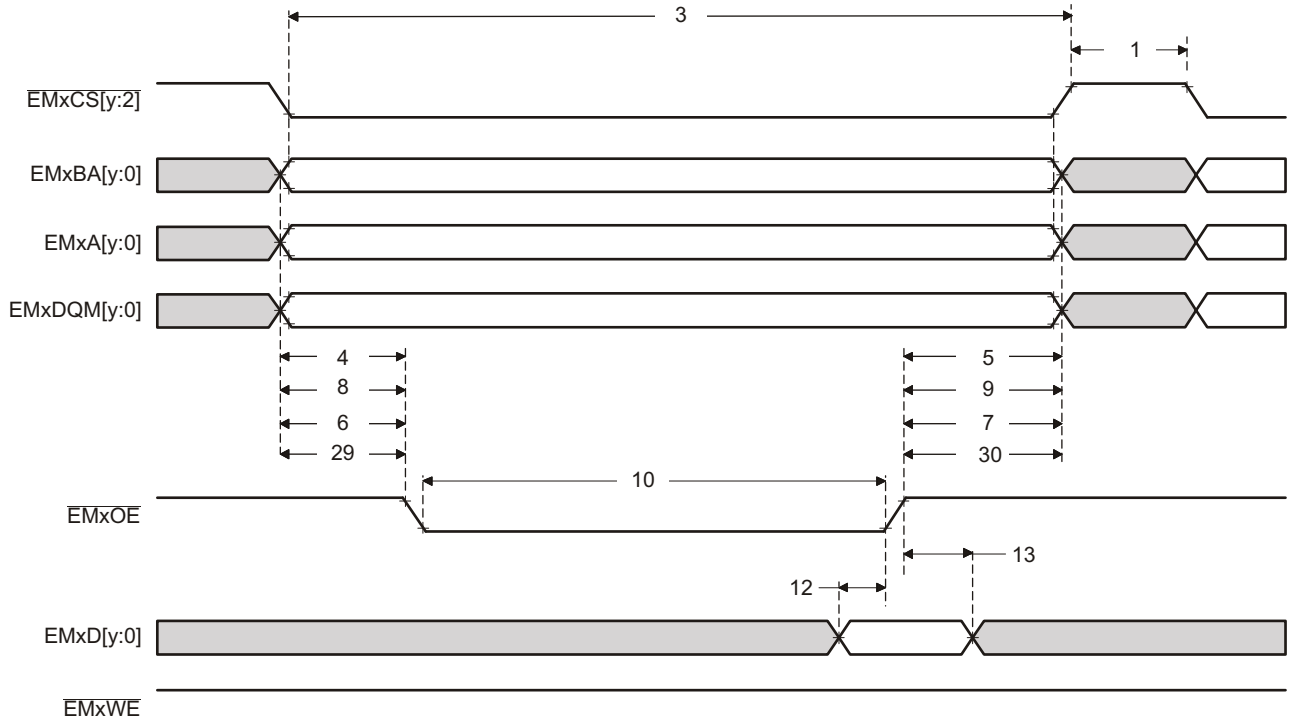 3
1
EMxCS[y:2]
EMxBA[y:0]
EMxA[y:0]
EMxDQM[y:0]
4 5
8 9
6 7
29 30
10
EMxOE
13
12
EMxD[y:0]
EMxWE